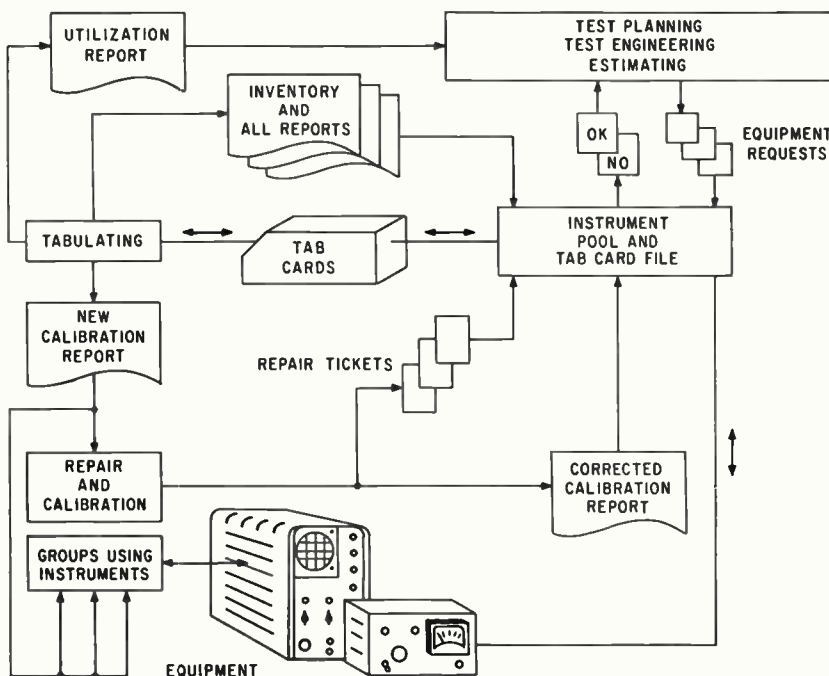 UTILIZATION
REPORT
TEST PLANNING
TEST ENGINEERING
ESTIMATING
INVENTORY
AND
ALL REPORTS
OK
NO
EQUIPMENT
REQUESTS
TABULATING
TAB
CARDS
INSTRUMENT
POOL AND
TAB CARD FILE
NEW
CALIBRATION
REPORT
REPAIR TICKETS
REPAIR
AND
CALIBRATION
CORRECTED
CALIBRATION
REPORT
GROUPS USING
INSTRUMENTS
EQUIPMENT